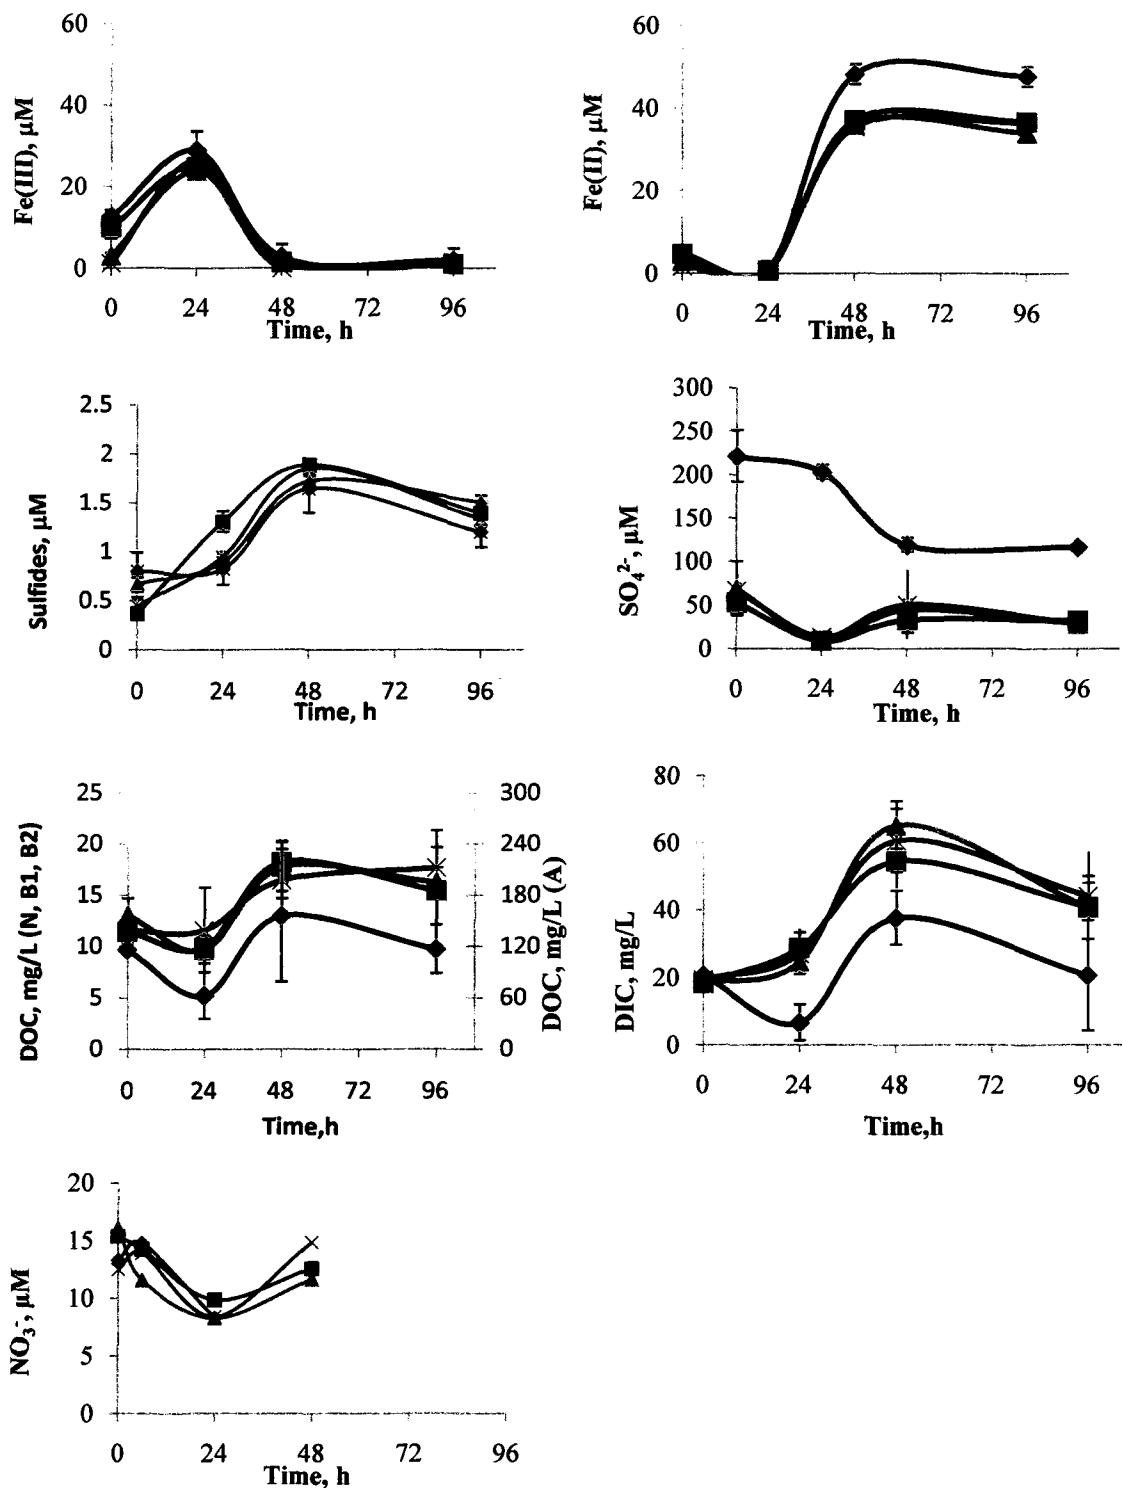 60
40
20
0
Fe(III), μM
0 24 48 72 96
Time, h
60
40
20
0
Fe(II), μM
0 24 48 72 96
Time, h
2.5
2
1.5
1
0.5
0
Sulfides, μM
0 24 48 72 96
Time, h
300
250
200
150
100
50
0
SO₄²⁻, μM
0 24 48 72 96
Time, h
25
20
15
10
5
0
DOC, mg/L (N, B1, B2)
300
240
180
120
60
0
DOC, mg/L (A)
0 24 48 72 96
Time,h
80
60
40
20
0
DIC, mg/L
0 24 48 72 96
Time,h
20
15
10
5
0
NO₃⁻, μM
0 24 48 72 96
Time, h